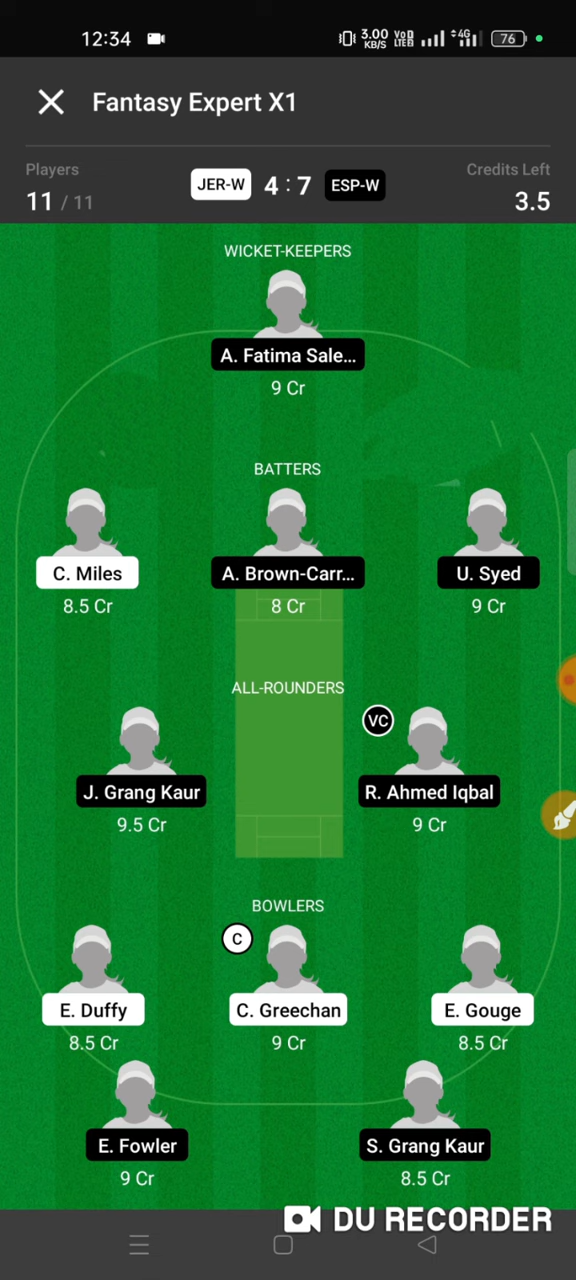 12:34 3.00 KB/S VoD LTE2 4G 76
Fantasy Expert X1
Players Credits Left
11 / 11 JER-W 4 : 7 ESP-W 3.5
WICKET-KEEPERS
A. Fatima Sale...
9 Cr
BATTERS
C. Miles A. Brown-Carr... U. Syed
8.5 Cr 8 Cr 9 Cr
ALL-ROUNDERS
VC
J. Grang Kaur R. Ahmed Iqbal
9.5 Cr 9 Cr
BOWLERS
C
E. Duffy C. Greechan E. Gouge
8.5 Cr 9 Cr 8.5 Cr
E. Fowler S. Grang Kaur
9 Cr 8.5 Cr
DU RECORDER